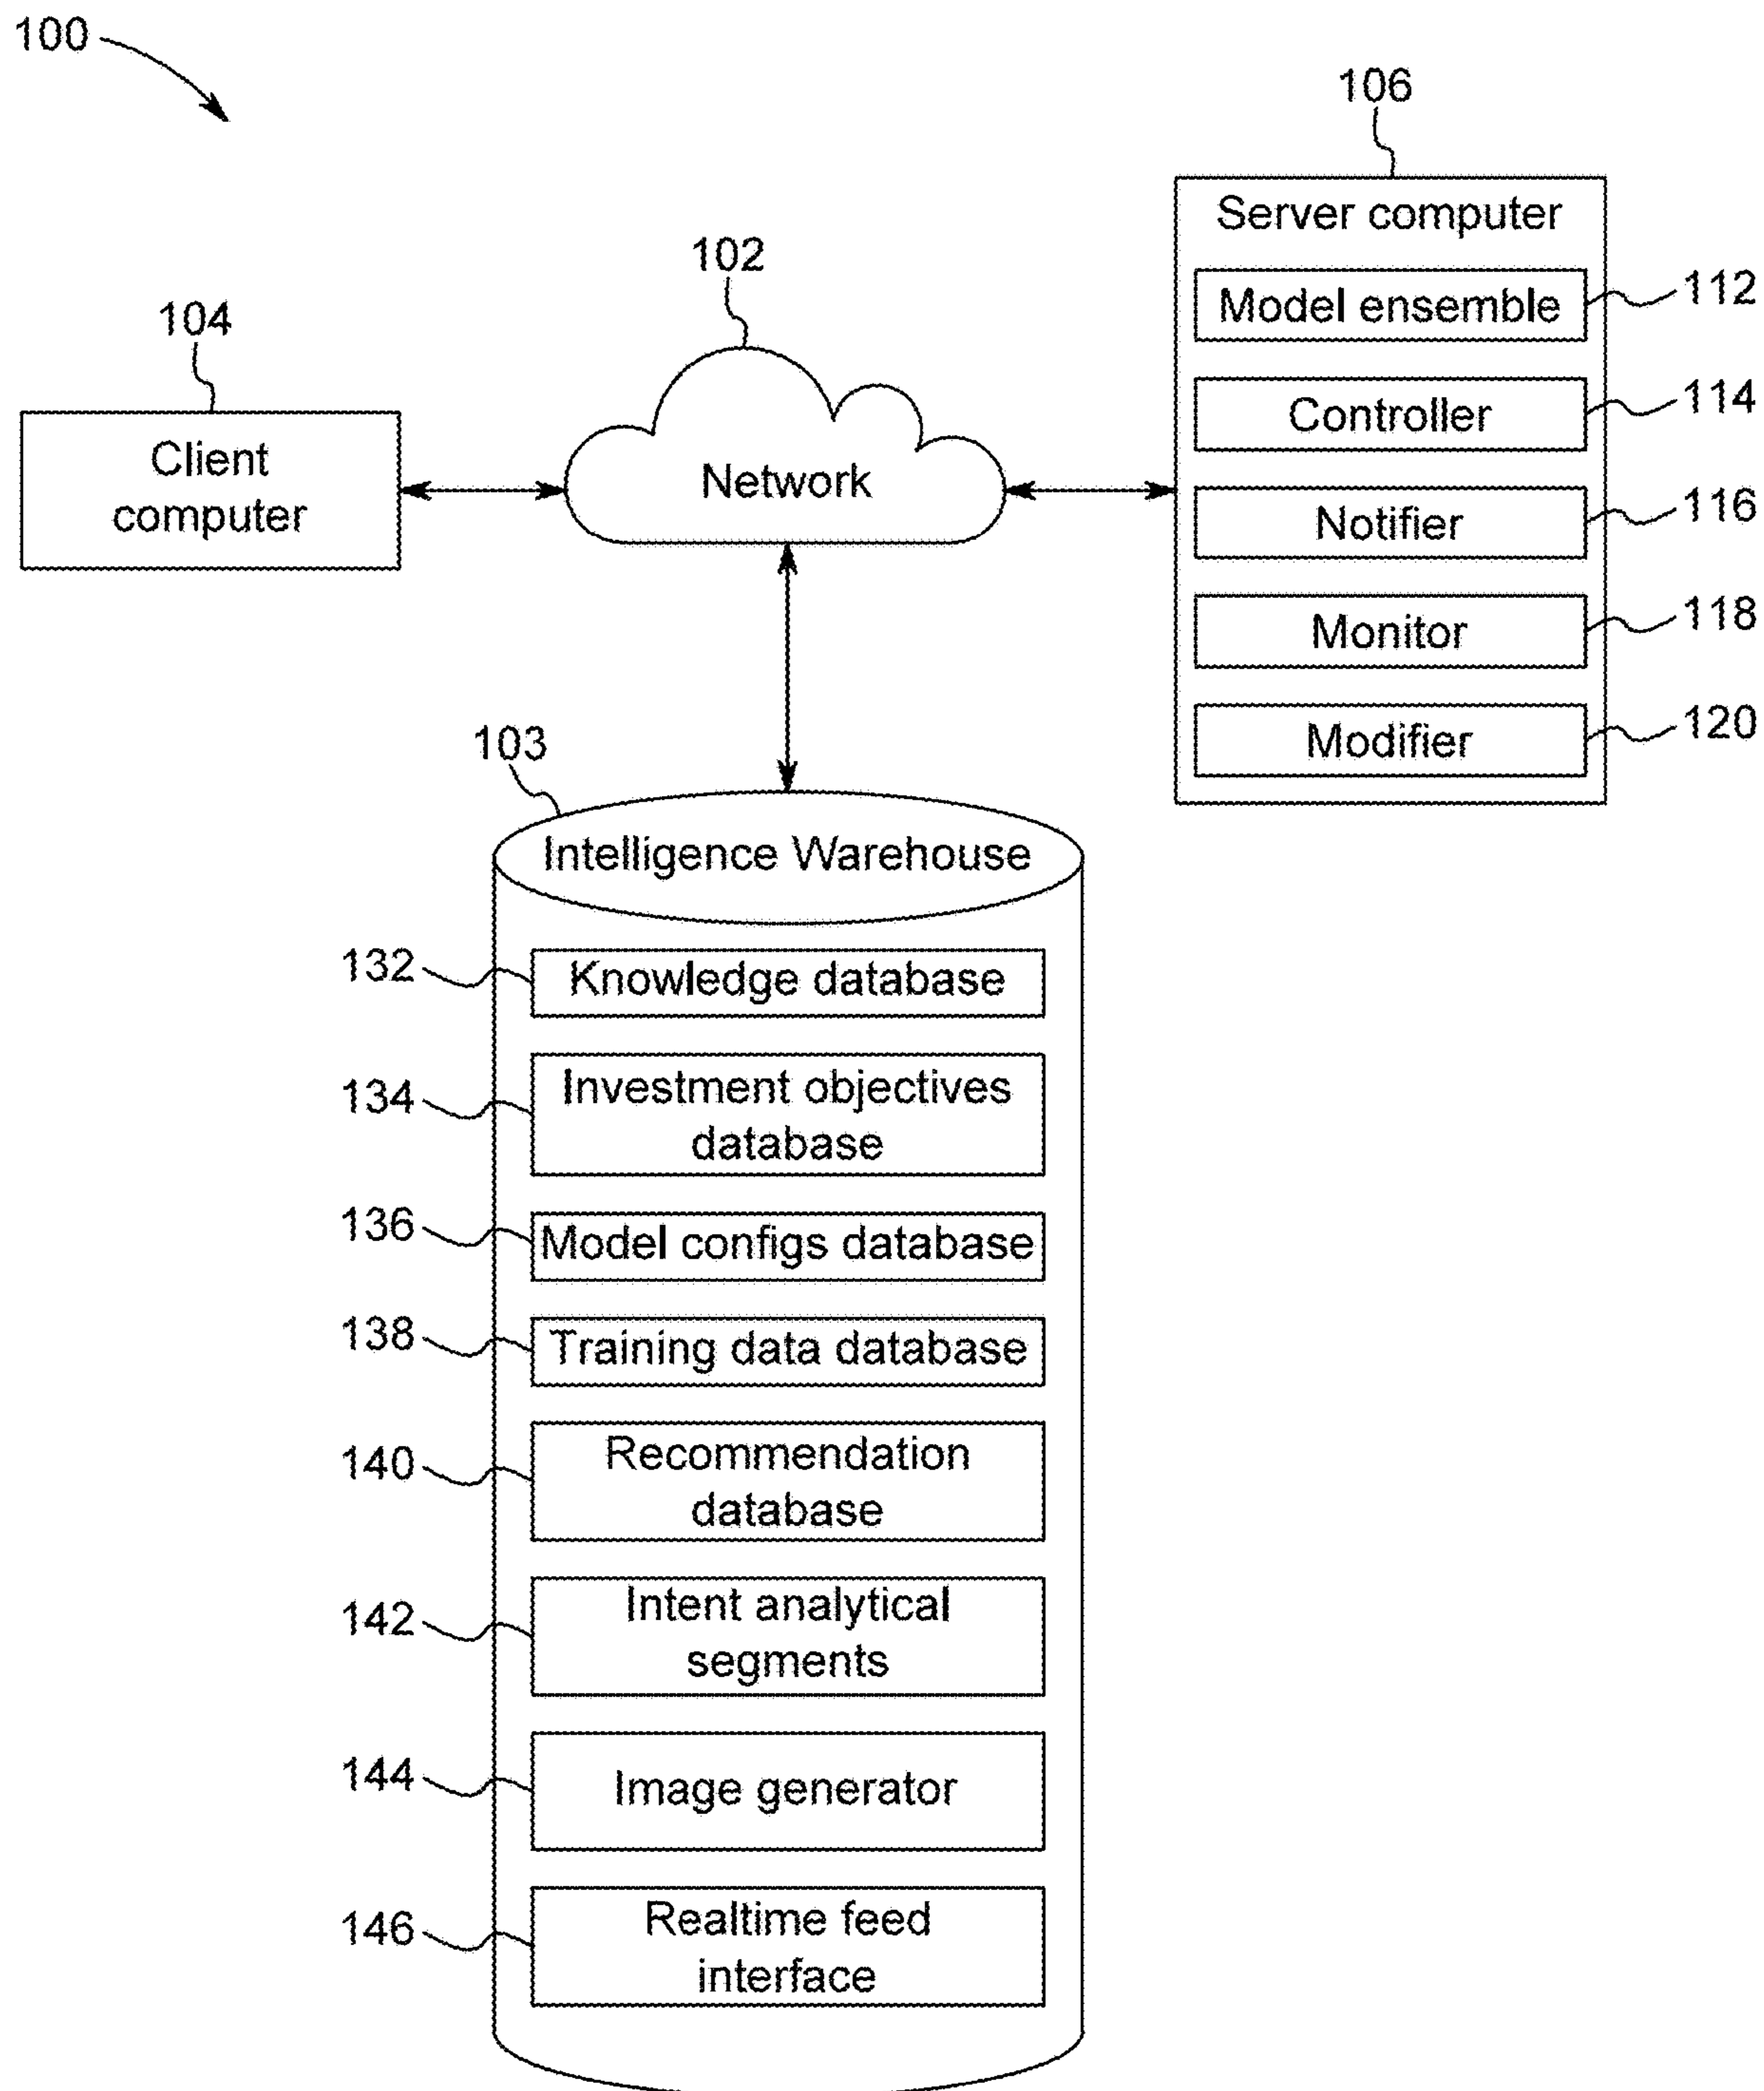 100
106
Server computer
102
Model ensemble
112
104
Controller
114
Client
computer
Network
Notifier
116
Monitor
118
103
Modifier
120
Intelligence Warehouse
132
Knowledge database
134
Investment objectives
database
136
Model configs database
138
Training data database
140
Recommendation
database
142
Intent analytical
segments
144
Image generator
146
Realtime feed
interface